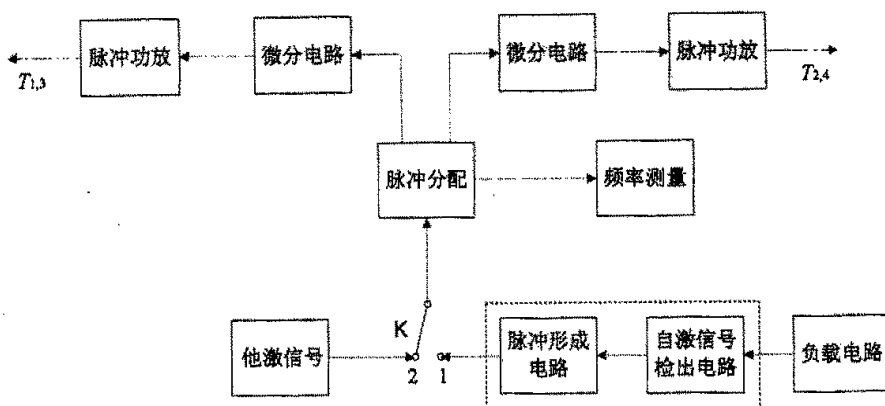 脉冲功放
微分电路
微分电路
脉冲功放
T1,3
T2,4
脉冲分配
频率测量
K
他激信号
2
1
脉冲形成
电路
自激信号
检出电路
负载电路